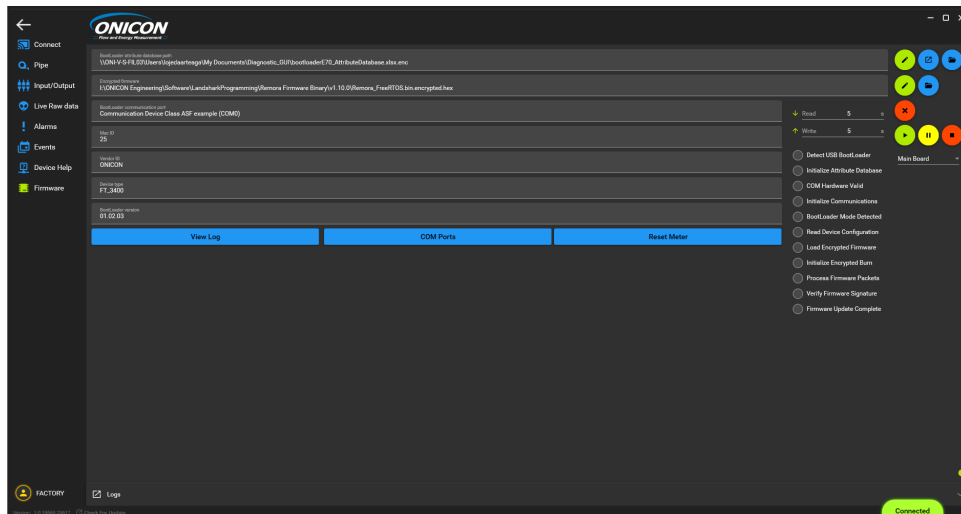 ONICON
Flow and Energy Measurement
Connect
Pipe
Input/Output
Live Raw data
Alarms
Events
Device Help
Firmware
BootLoader attribute database path
\\ONI-V-S-FIL03\Users\lojedaarteaga\My Documents\Diagnostic_GUI\bootloaderE70_AttributeDatabase.xlsx.enc
Encrypted firmware
I:\ONICON Engineering\Software\LandsharkProgramming\Remora Firmware Binary\v1.10.0\Remora_FreeRTOS.bin.encrypted.hex
BootLoader communication port
Communication Device Class ASF example (COM0)
Mac ID
25
Vendor ID
ONICON
Device type
FT_3400
BootLoader version
01.02.03
View Log
COM Ports
Reset Meter
Read 5 s
Write 5 s
Main Board
Detect USB BootLoader
Initialize Attribute Database
COM Hardware Valid
Initialize Communications
BootLoader Mode Detected
Read Device Configuration
Load Encrypted Firmware
Initialize Encrypted Burn
Process Firmware Packets
Verify Firmware Signature
Firmware Update Complete
FACTORY
Logs
Check For Update
Connected